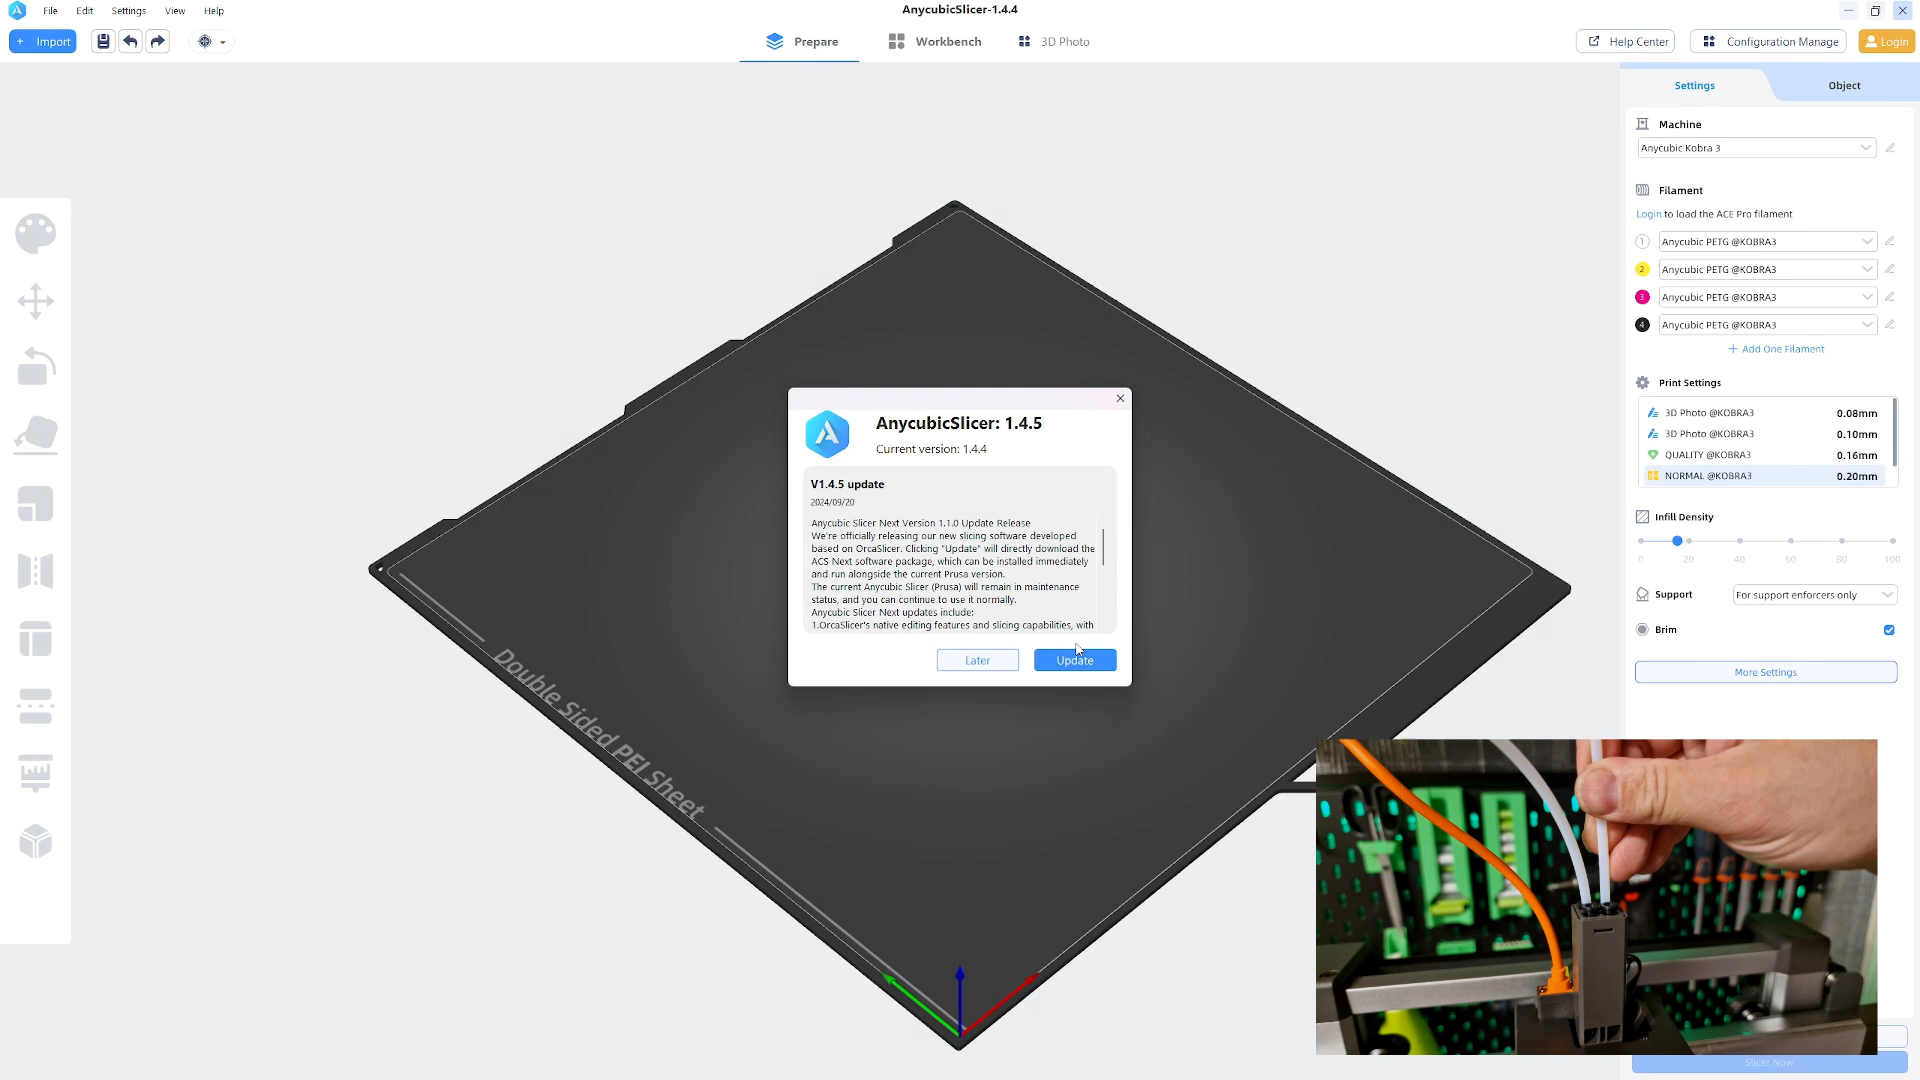 File Edit Settings View Help
AnycubicSlicer-1.4.4
+ Import
Prepare
Workbench
3D Photo
Help Center
Configuration Manage
Login
Settings
Object
Machine
Anycubic Kobra 3
Filament
Login to load the ACE Pro filament
1 Anycubic PETG @KOBRA3
2 Anycubic PETG @KOBRA3
3 Anycubic PETG @KOBRA3
4 Anycubic PETG @KOBRA3
+ Add One Filament
Print Settings
3D Photo @KOBRA3 0.08mm
3D Photo @KOBRA3 0.10mm
QUALITY @KOBRA3 0.16mm
NORMAL @KOBRA3 0.20mm
Infill Density
0 20 40 60 80 100
Support For support enforcers only
Brim
More Settings
Slicer Now
AnycubicSlicer: 1.4.5
Current version: 1.4.4
V1.4.5 update
2024/09/20
Anycubic Slicer Next Version 1.1.0 Update Release
We're officially releasing our new slicing software developed
based on OrcaSlicer. Clicking "Update" will directly download the
ACS Next software package, which can be installed immediately
and run alongside the current Prusa version.
The current Anycubic Slicer (Prusa) will remain in maintenance
status, and you can continue to use it normally.
Anycubic Slicer Next updates include:
1.OrcaSlicer's native editing features and slicing capabilities, with
Later
Update
Double Sided PEI Sheet